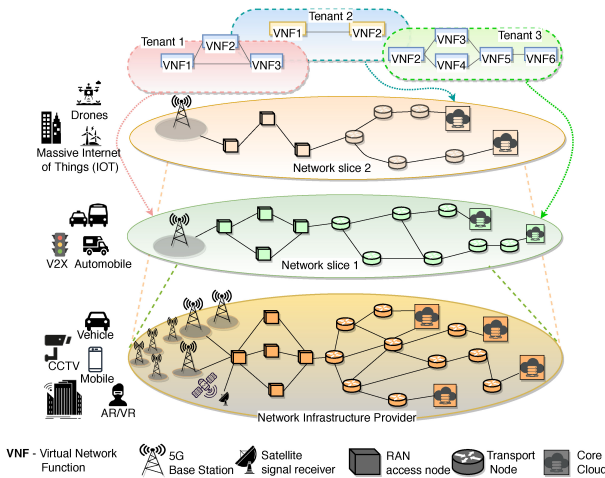 Tenant 1
VNF1
VNF2
VNF3
Tenant 2
VNF1
VNF2
Tenant 3
VNF2
VNF3
VNF4
VNF5
VNF6
Drones
Massive Internet
of Things (IOT)
Network slice 2
V2X
Automobile
Network slice 1
Vehicle
CCTV
Mobile
AR/VR
Network Infrastructure Provider
VNF - Virtual Network
Function
5G
Base Station
Satellite
signal receiver
RAN
access node
Transport
Node
Core
Cloud